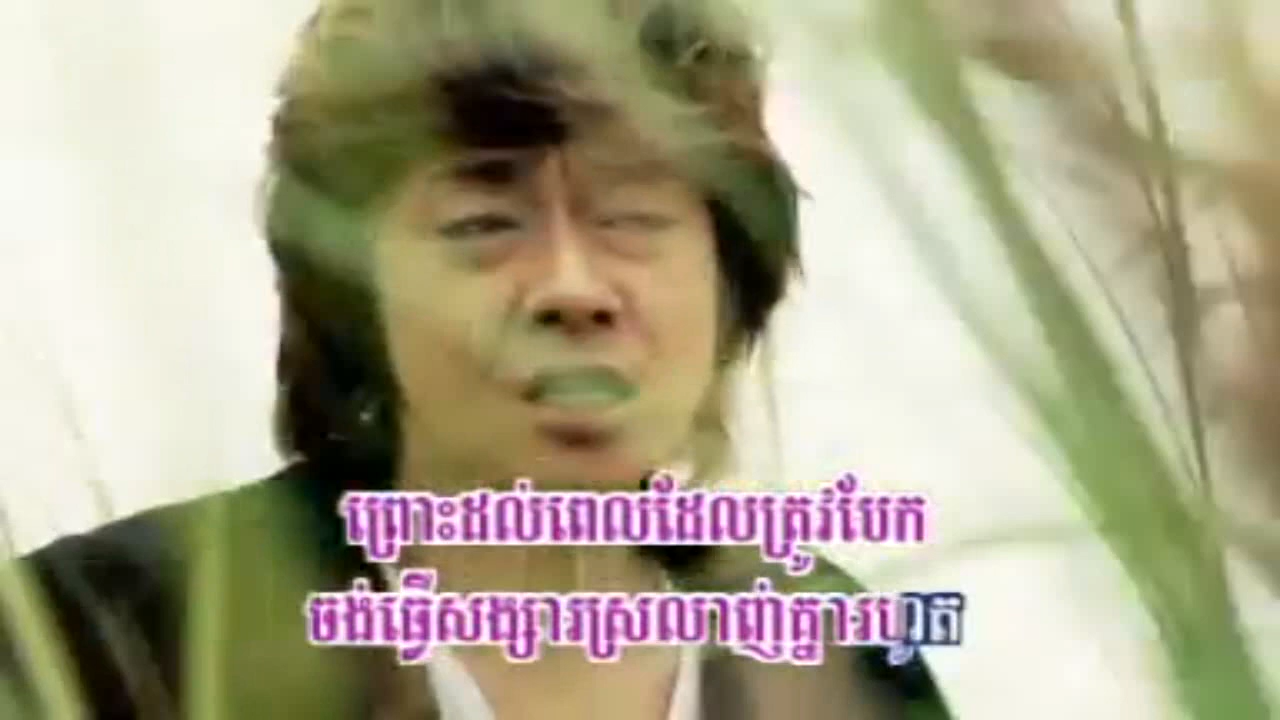 ព្រោះដល់ពេលដែលត្រូវបែក
ចង់ធ្វើសង្សារស្រលាញ់គ្នារហូត